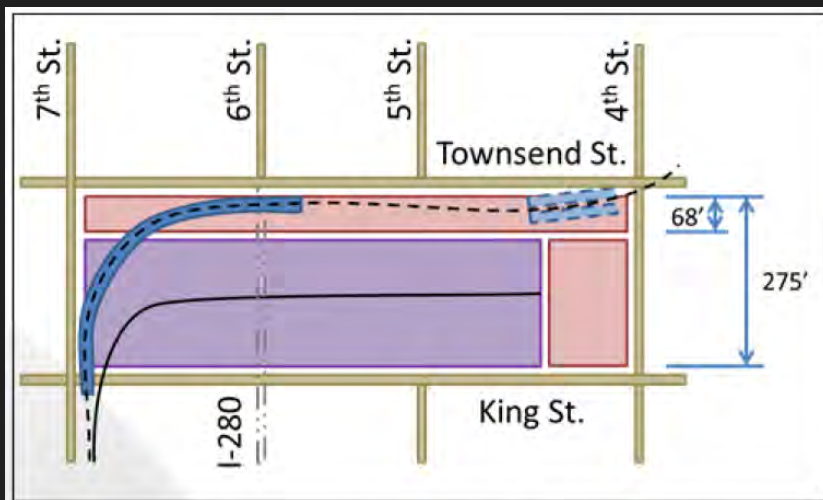 7th St.
6th St.
5th St.
4th St.
Townsend St.
68’
275’
I-280
King St.